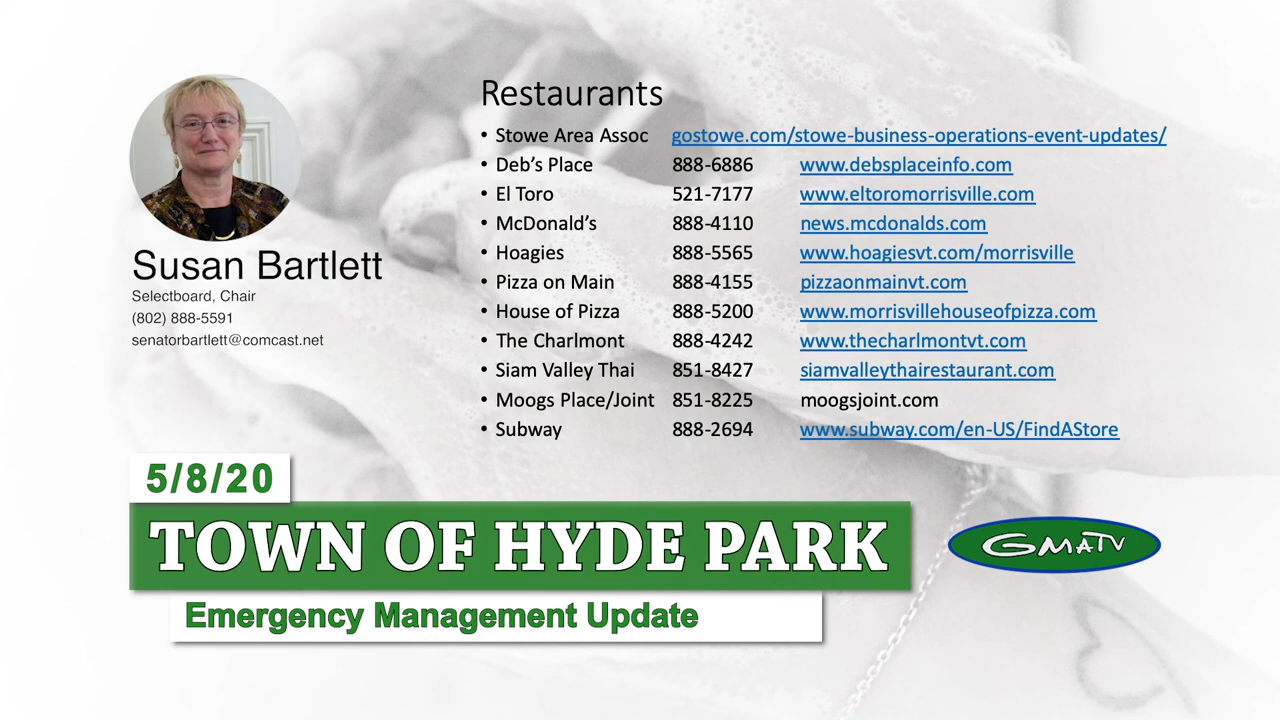 Restaurants
• Stowe Area Assoc gostowe.com/stowe-business-operations-event-updates/
• Deb's Place 888-6886 www.debsplaceinfo.com
• El Toro 521-7177 www.eltoromorrisville.com
• McDonald's 888-4110 news.mcdonalds.com
• Hoagies 888-5565 www.hoagiesvt.com/morrisville
• Pizza on Main 888-4155 pizzaonmainvt.com
• House of Pizza 888-5200 www.morrisvillehouseofpizza.com
• The Charlmont 888-4242 www.thecharlmontvt.com
• Siam Valley Thai 851-8427 siamvalleythairestaurant.com
• Moogs Place/Joint 851-8225 moogsjoint.com
• Subway 888-2694 www.subway.com/en-US/FindAStore
Susan Bartlett
Selectboard, Chair
(802) 888-5591
senatorbartlett@comcast.net
5/8/20
TOWN OF HYDE PARK
GMATV
Emergency Management Update